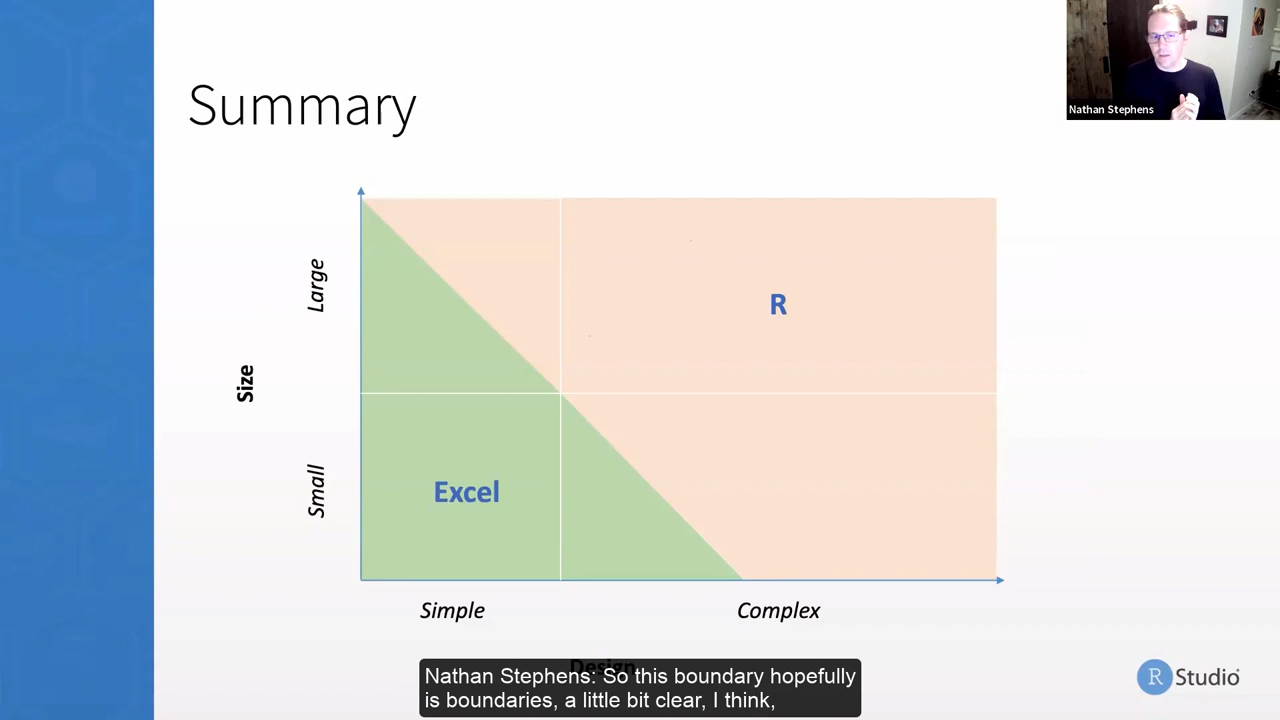 Nathan Stephens
Summary
Large
R
Size
Small
Excel
Simple
Complex
Design
Nathan Stephens: So this boundary hopefully
is boundaries, a little bit clear, I think,
R Studio